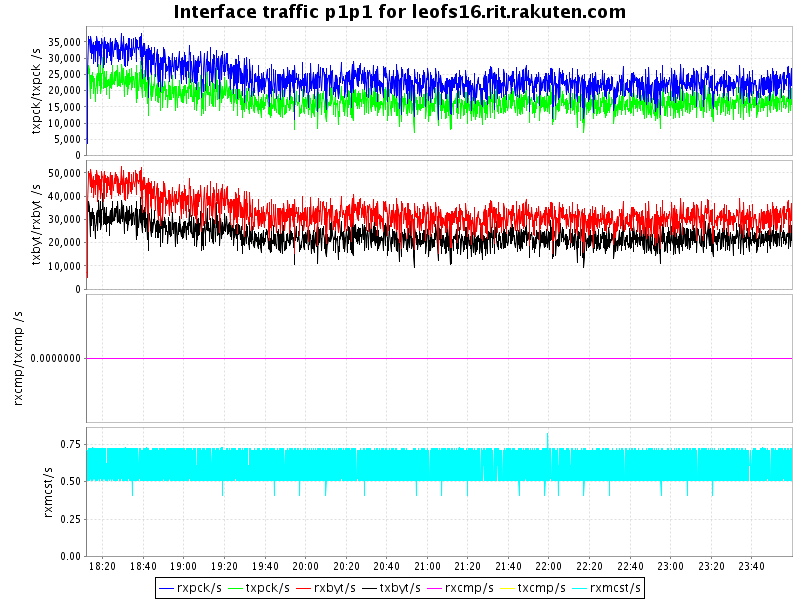 Interface traffic p1p1 for leofs16.rit.rakuten.com
txpck/txpck /s
35,000
30,000
25,000
20,000
15,000
10,000
5,000
0
txbyt/rxbyt /s
50,000
40,000
30,000
20,000
10,000
0
rxcmp/txcmp /s
0.0000000
rxmcst/s
0.75
0.50
0.25
0.00
18:20 18:40 19:00 19:20 19:40 20:00 20:20 20:40 21:00 21:20 21:40 22:00 22:20 22:40 23:00 23:20 23:40
rxpck/s txpck/s rxbyt/s txbyt/s rxcmp/s txcmp/s rxmcst/s